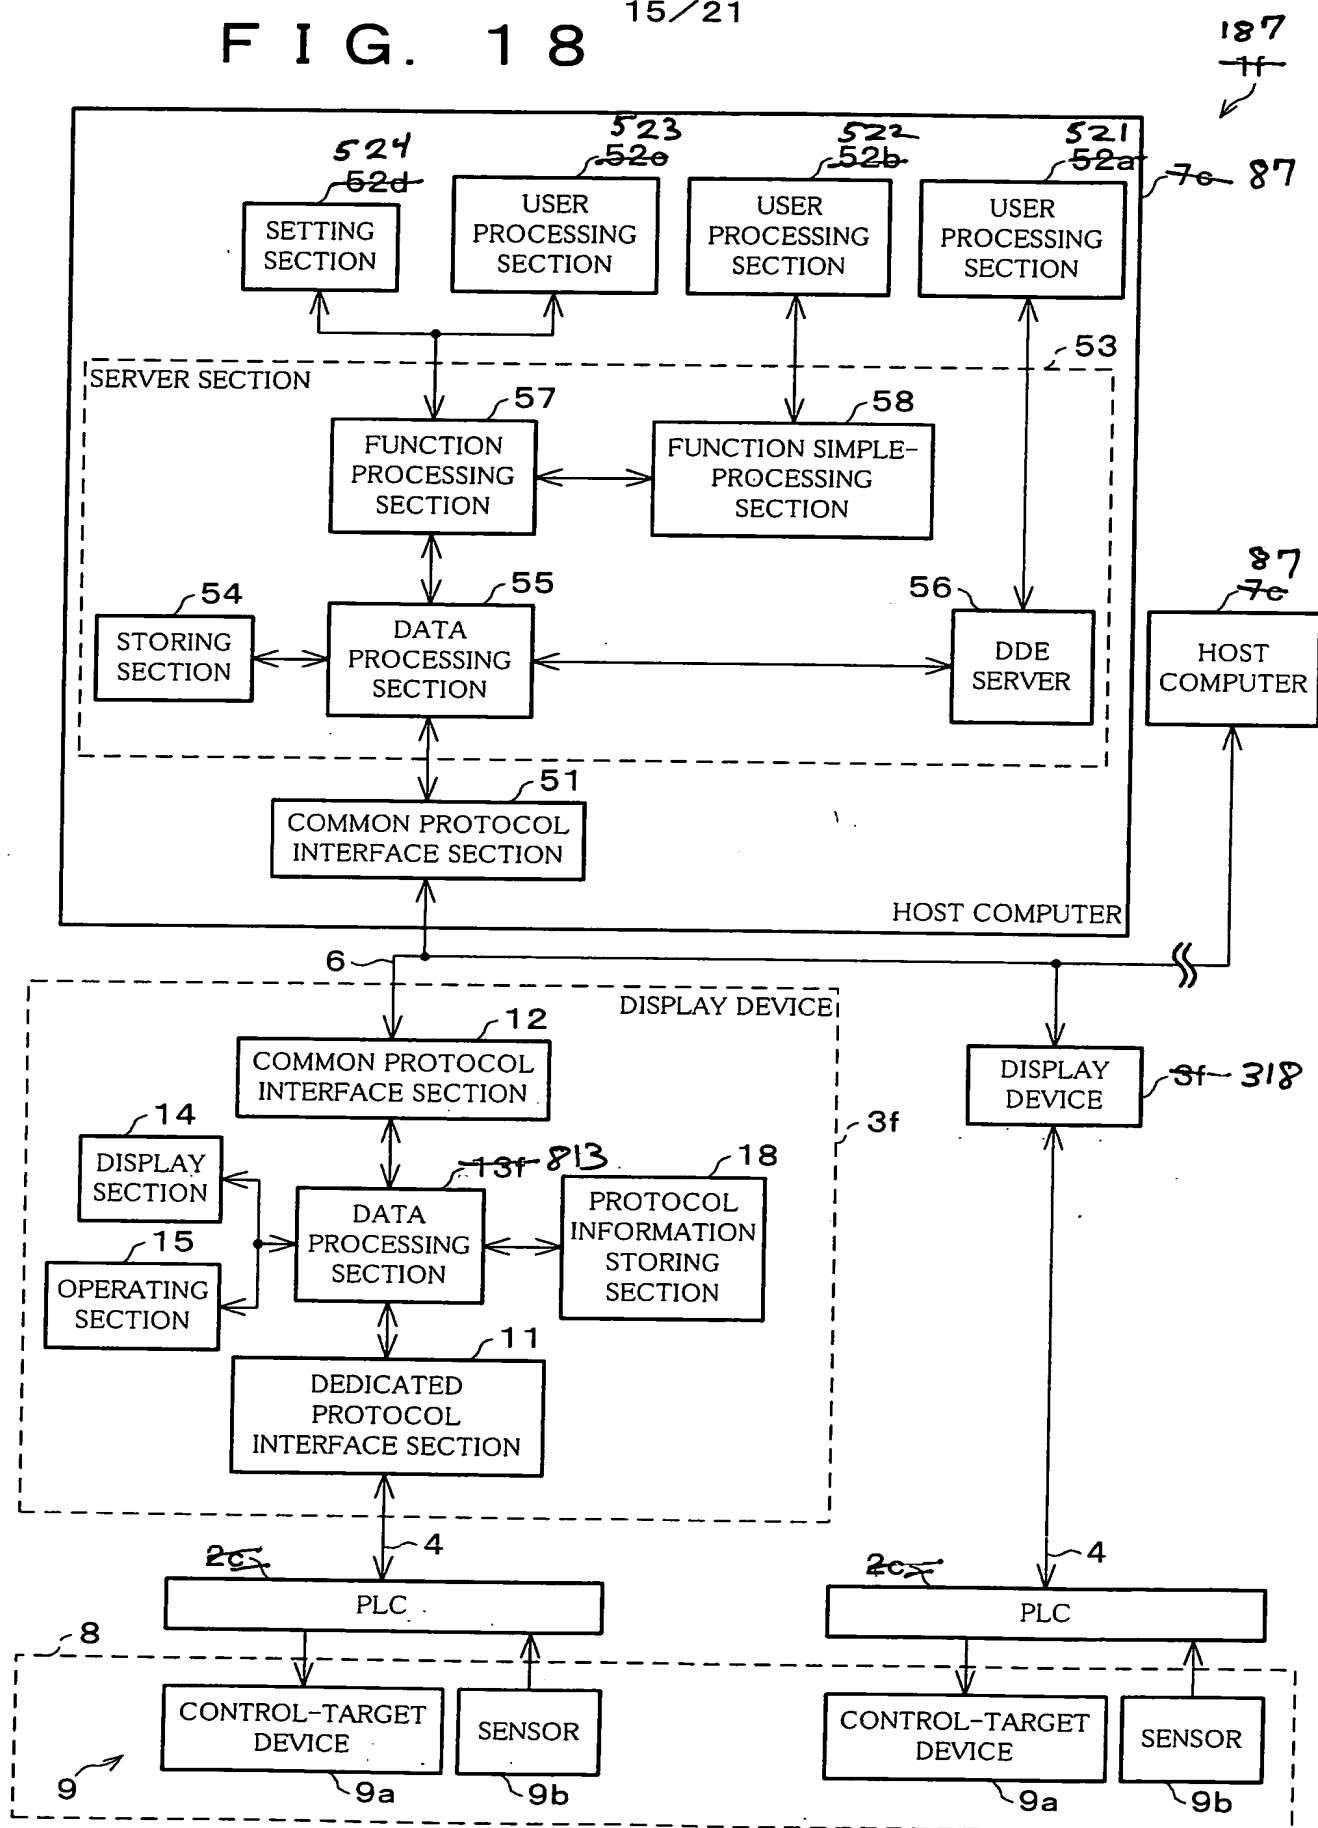 15/21
FIG. 18
187
1f
524
52d
523
52c
522
52b
521
52a
7c 87
SETTING
SECTION
USER
PROCESSING
SECTION
USER
PROCESSING
SECTION
USER
PROCESSING
SECTION
53
SERVER SECTION
57
FUNCTION
PROCESSING
SECTION
58
FUNCTION SIMPLE-
PROCESSING
SECTION
54
STORING
SECTION
55
DATA
PROCESSING
SECTION
56
DDE
SERVER
87
7c
HOST
COMPUTER
51
COMMON PROTOCOL
INTERFACE SECTION
HOST COMPUTER
6
DISPLAY DEVICE
12
COMMON PROTOCOL
INTERFACE SECTION
DISPLAY
DEVICE
3f 318
3f
14
DISPLAY
SECTION
13f 813
DATA
PROCESSING
SECTION
18
PROTOCOL
INFORMATION
STORING
SECTION
15
OPERATING
SECTION
11
DEDICATED
PROTOCOL
INTERFACE SECTION
4
4
2c
PLC
2c
PLC
8
CONTROL-TARGET
DEVICE
SENSOR
CONTROL-TARGET
DEVICE
SENSOR
9
9a
9b
9a
9b